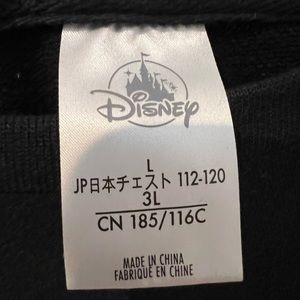 Disney
L
JP日本チェスト 112-120
3L
CN 185/116C
MADE IN CHINA
FABRIQUÉ EN CHINE